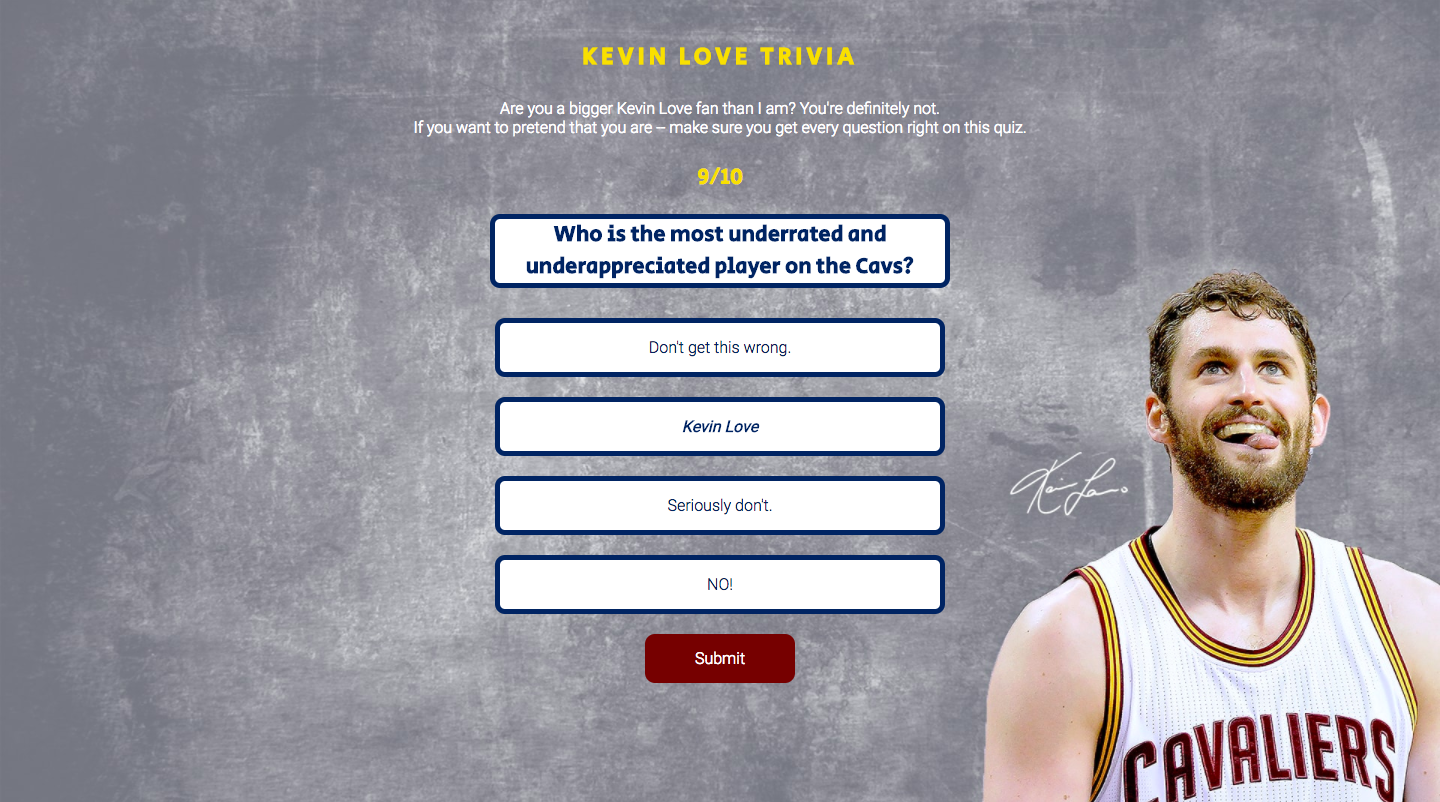 KEVIN LOVE TRIVIA
Are you a bigger Kevin Love fan than I am? You're definitely not.
If you want to pretend that you are – make sure you get every question right on this quiz.
9/10
Who is the most underrated and
underappreciated player on the Cavs?
Don't get this wrong.
Kevin Love
Kevin Love
Seriously don't.
NO!
Submit
CAVALIERS